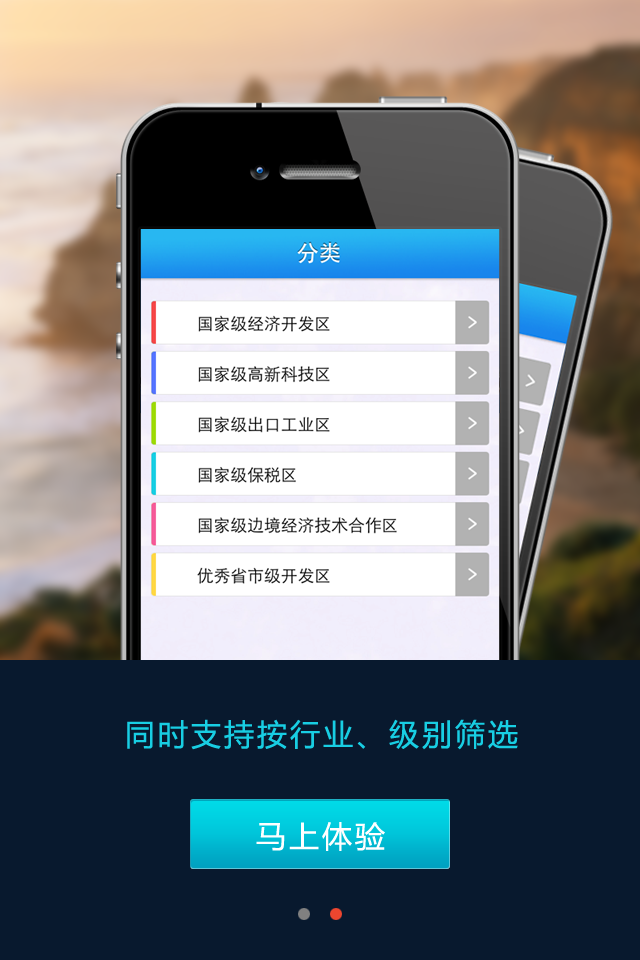 分类
国家级经济开发区
国家级高新科技区
国家级出口工业区
国家级保税区
国家级边境经济技术合作区
优秀省市级开发区
同时支持按行业、级别筛选
马上体验